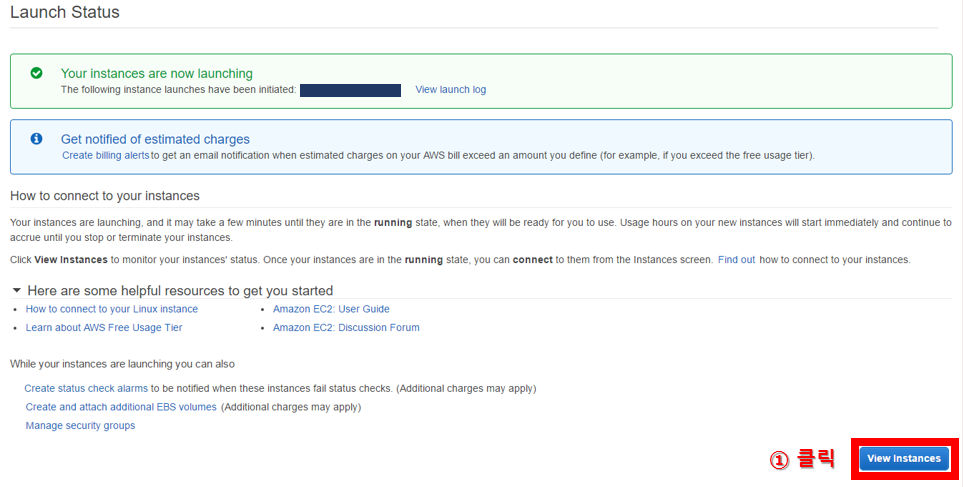 Launch Status
Your instances are now launching
The following instance launches have been initiated: View launch log
Get notified of estimated charges
Create billing alerts to get an email notification when estimated charges on your AWS bill exceed an amount you define (for example, if you exceed the free usage tier).
How to connect to your instances
Your instances are launching, and it may take a few minutes until they are in the running state, when they will be ready for you to use. Usage hours on your new instances will start immediately and continue to
accrue until you stop or terminate your instances.
Click View Instances to monitor your instances' status. Once your instances are in the running state, you can connect to them from the Instances screen. Find out how to connect to your instances.
Here are some helpful resources to get you started
• How to connect to your Linux instance • Amazon EC2: User Guide
• Learn about AWS Free Usage Tier • Amazon EC2: Discussion Forum
While your instances are launching you can also
Create status check alarms to be notified when these instances fail status checks. (Additional charges may apply)
Create and attach additional EBS volumes (Additional charges may apply)
Manage security groups
① 클릭 View Instances